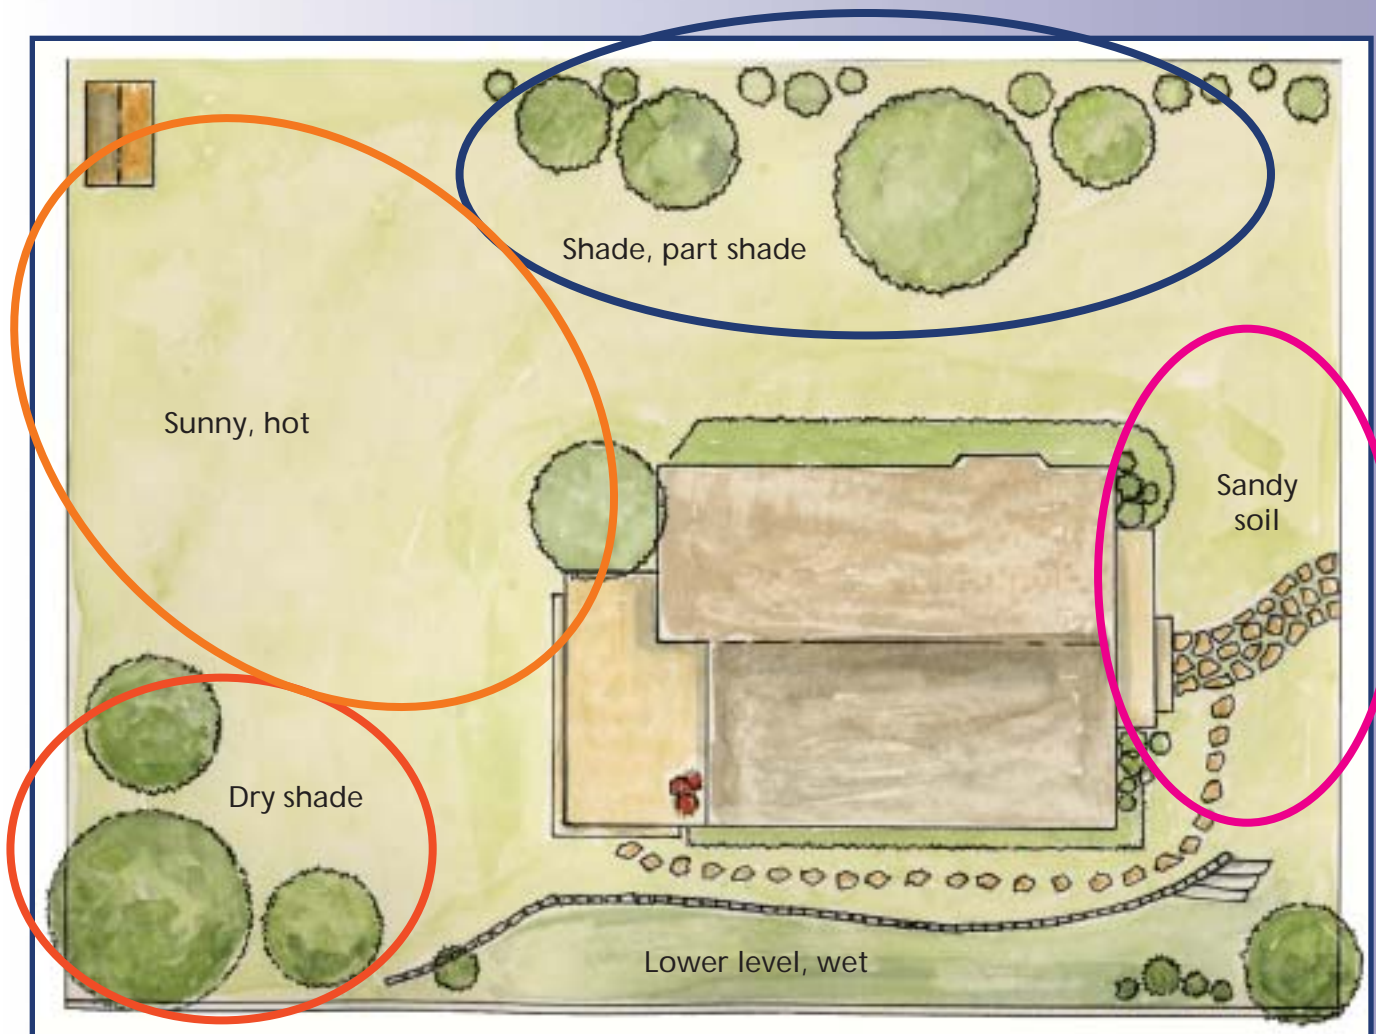 Shade, part shade
Sunny, hot
Sandy
soil
Dry shade
Lower level, wet